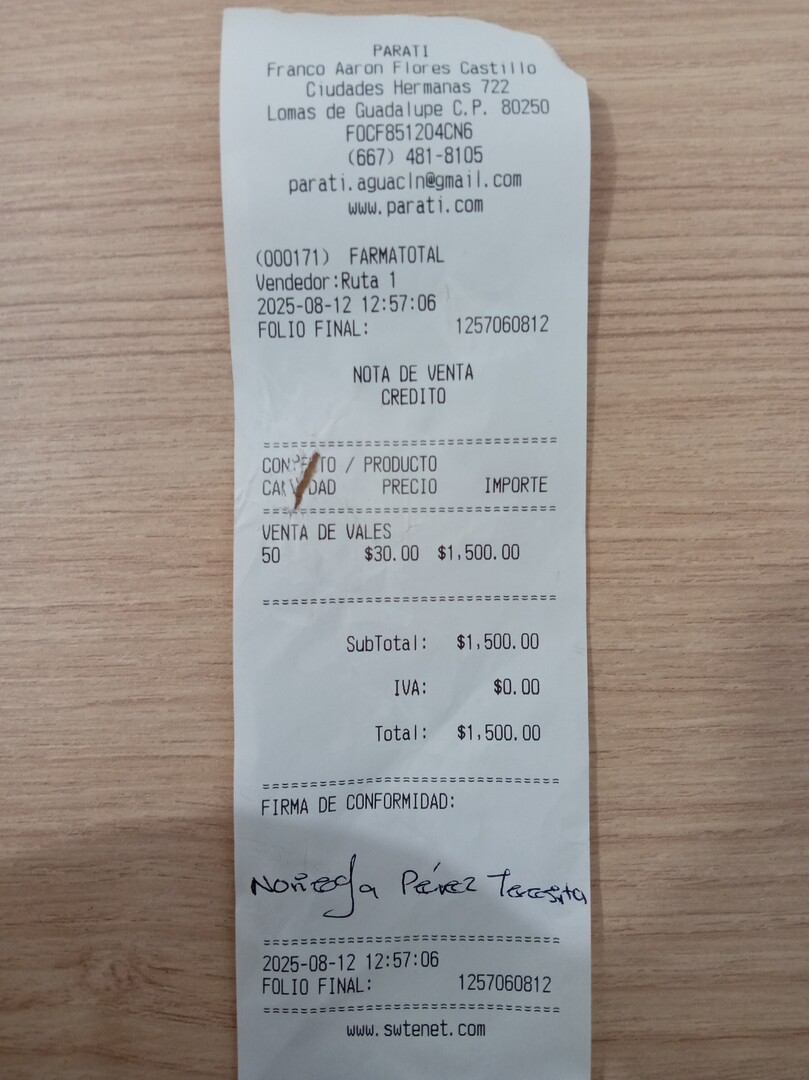 PARATI
Franco Aaron Flores Castillo
Ciudades Hermanas 722
Lomas de Guadalupe C.P. 80250
FOCF851204CN6
(667) 481-8105
parati.aguacln@gmail.com
www.parati.com
(000171) FARMATOTAL
Vendedor:Ruta 1
2025-08-12 12:57:06
FOLIO FINAL: 1257060812
NOTA DE VENTA
CREDITO
==================================
/ PRODUCTO
PRECIO IMPORTE
==================================
VENTA DE VALES
50 $30.00 $1,500.00
==================================
SubTotal: $1,500.00
IVA: $0.00
Total: $1,500.00
==================================
FIRMA DE CONFORMIDAD:
Noriega Pérez Teresita
==================================
2025-08-12 12:57:06
FOLIO FINAL: 1257060812
==================================
www.swtenet.com